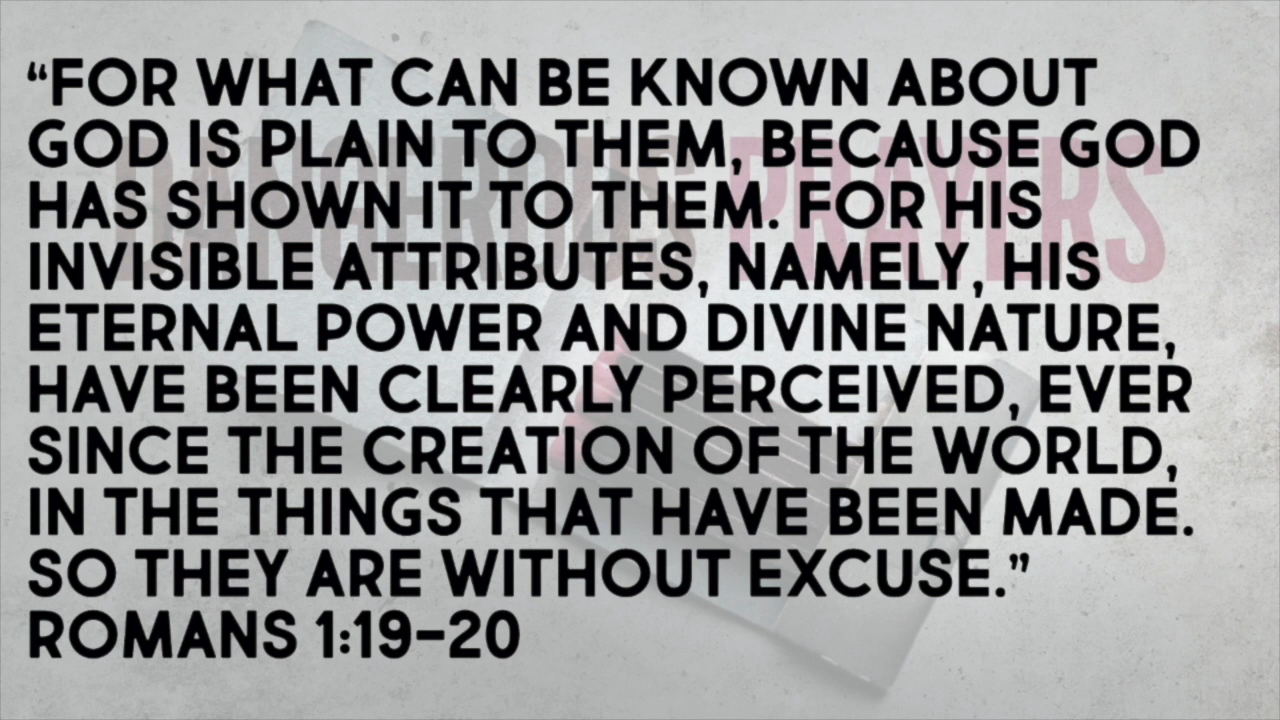 DANGEROUS PRAYERS
“FOR WHAT CAN BE KNOWN ABOUT
GOD IS PLAIN TO THEM, BECAUSE GOD
HAS SHOWN IT TO THEM. FOR HIS
INVISIBLE ATTRIBUTES, NAMELY, HIS
ETERNAL POWER AND DIVINE NATURE,
HAVE BEEN CLEARLY PERCEIVED, EVER
SINCE THE CREATION OF THE WORLD,
IN THE THINGS THAT HAVE BEEN MADE.
SO THEY ARE WITHOUT EXCUSE.”
ROMANS 1:19-20